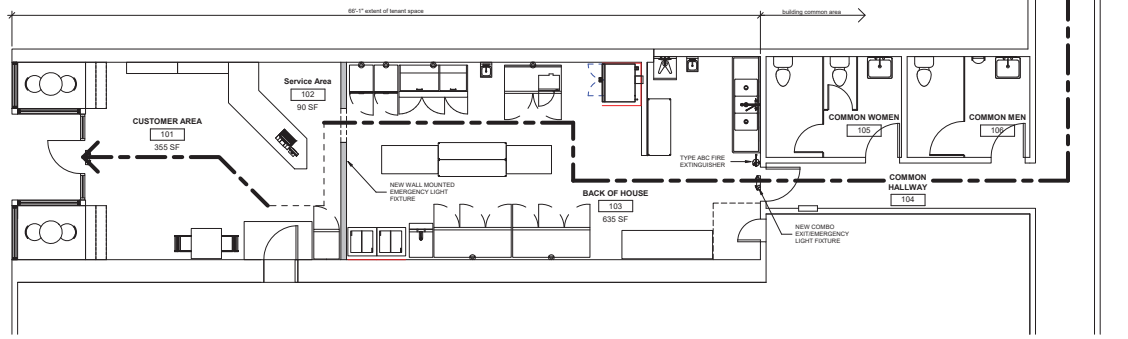 66'-1" extent of tenant space
building common area
Service Area
102
90 SF
CUSTOMER AREA
101
355 SF
COMMON WOMEN
105
COMMON MEN
106
TYPE ABC FIRE
EXTINGUISHER
NEW WALL MOUNTED
EMERGENCY LIGHT
FIXTURE
BACK OF HOUSE
103
635 SF
COMMON
HALLWAY
104
NEW COMBO
EXIT/EMERGENCY
LIGHT FIXTURE